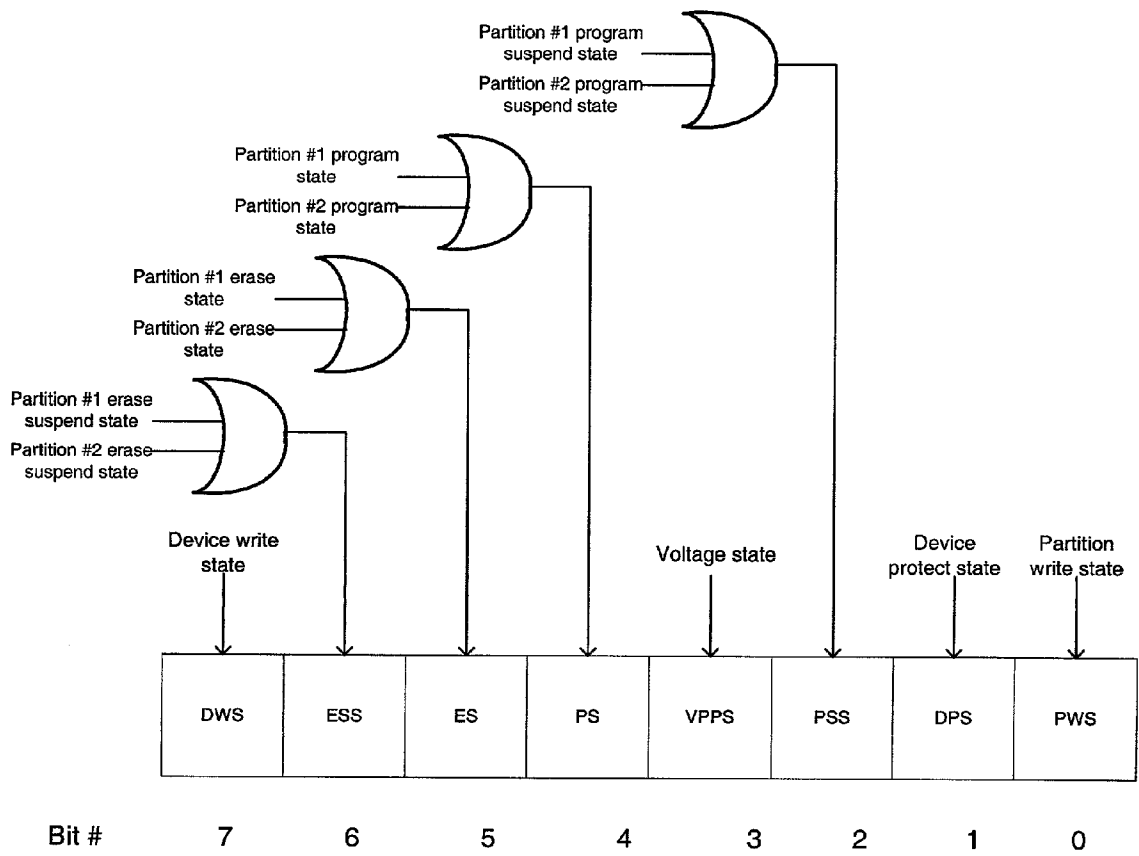 Partition #1 program
suspend state
Partition #2 program
suspend state
Partition #1 program
state
Partition #2 program
state
Partition #1 erase
state
Partition #2 erase
state
Partition #1 erase
suspend state
Partition #2 erase
suspend state
Device write
state
Voltage state
Device
protect state
Partition
write state
DWS ESS ES PS VPPS PSS DPS PWS
Bit # 7 6 5 4 3 2 1 0